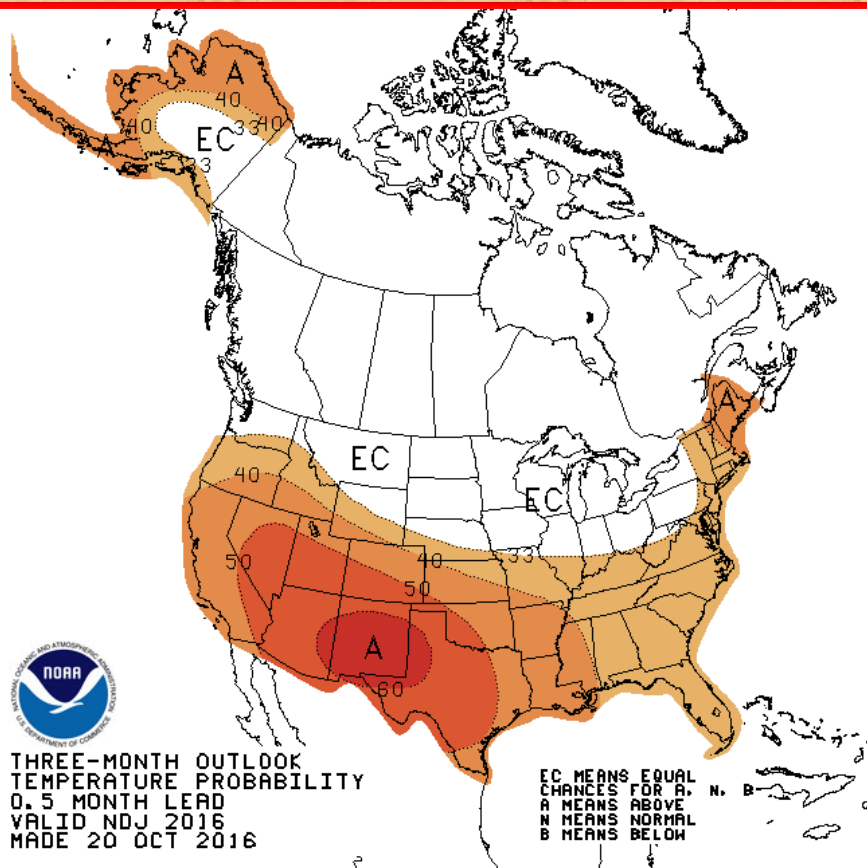 A
40
40
EC
33
40
A
33
A
EC
40
EC
50
40
33
50
A
60
NATIONAL OCEANIC AND ATMOSPHERIC ADMINISTRATION
NOAA
U.S. DEPARTMENT OF COMMERCE
THREE-MONTH OUTLOOK
TEMPERATURE PROBABILITY
0.5 MONTH LEAD
VALID NDJ 2016
MADE 20 OCT 2016
EC MEANS EQUAL
CHANCES FOR A, N, B
A MEANS ABOVE
N MEANS NORMAL
B MEANS BELOW